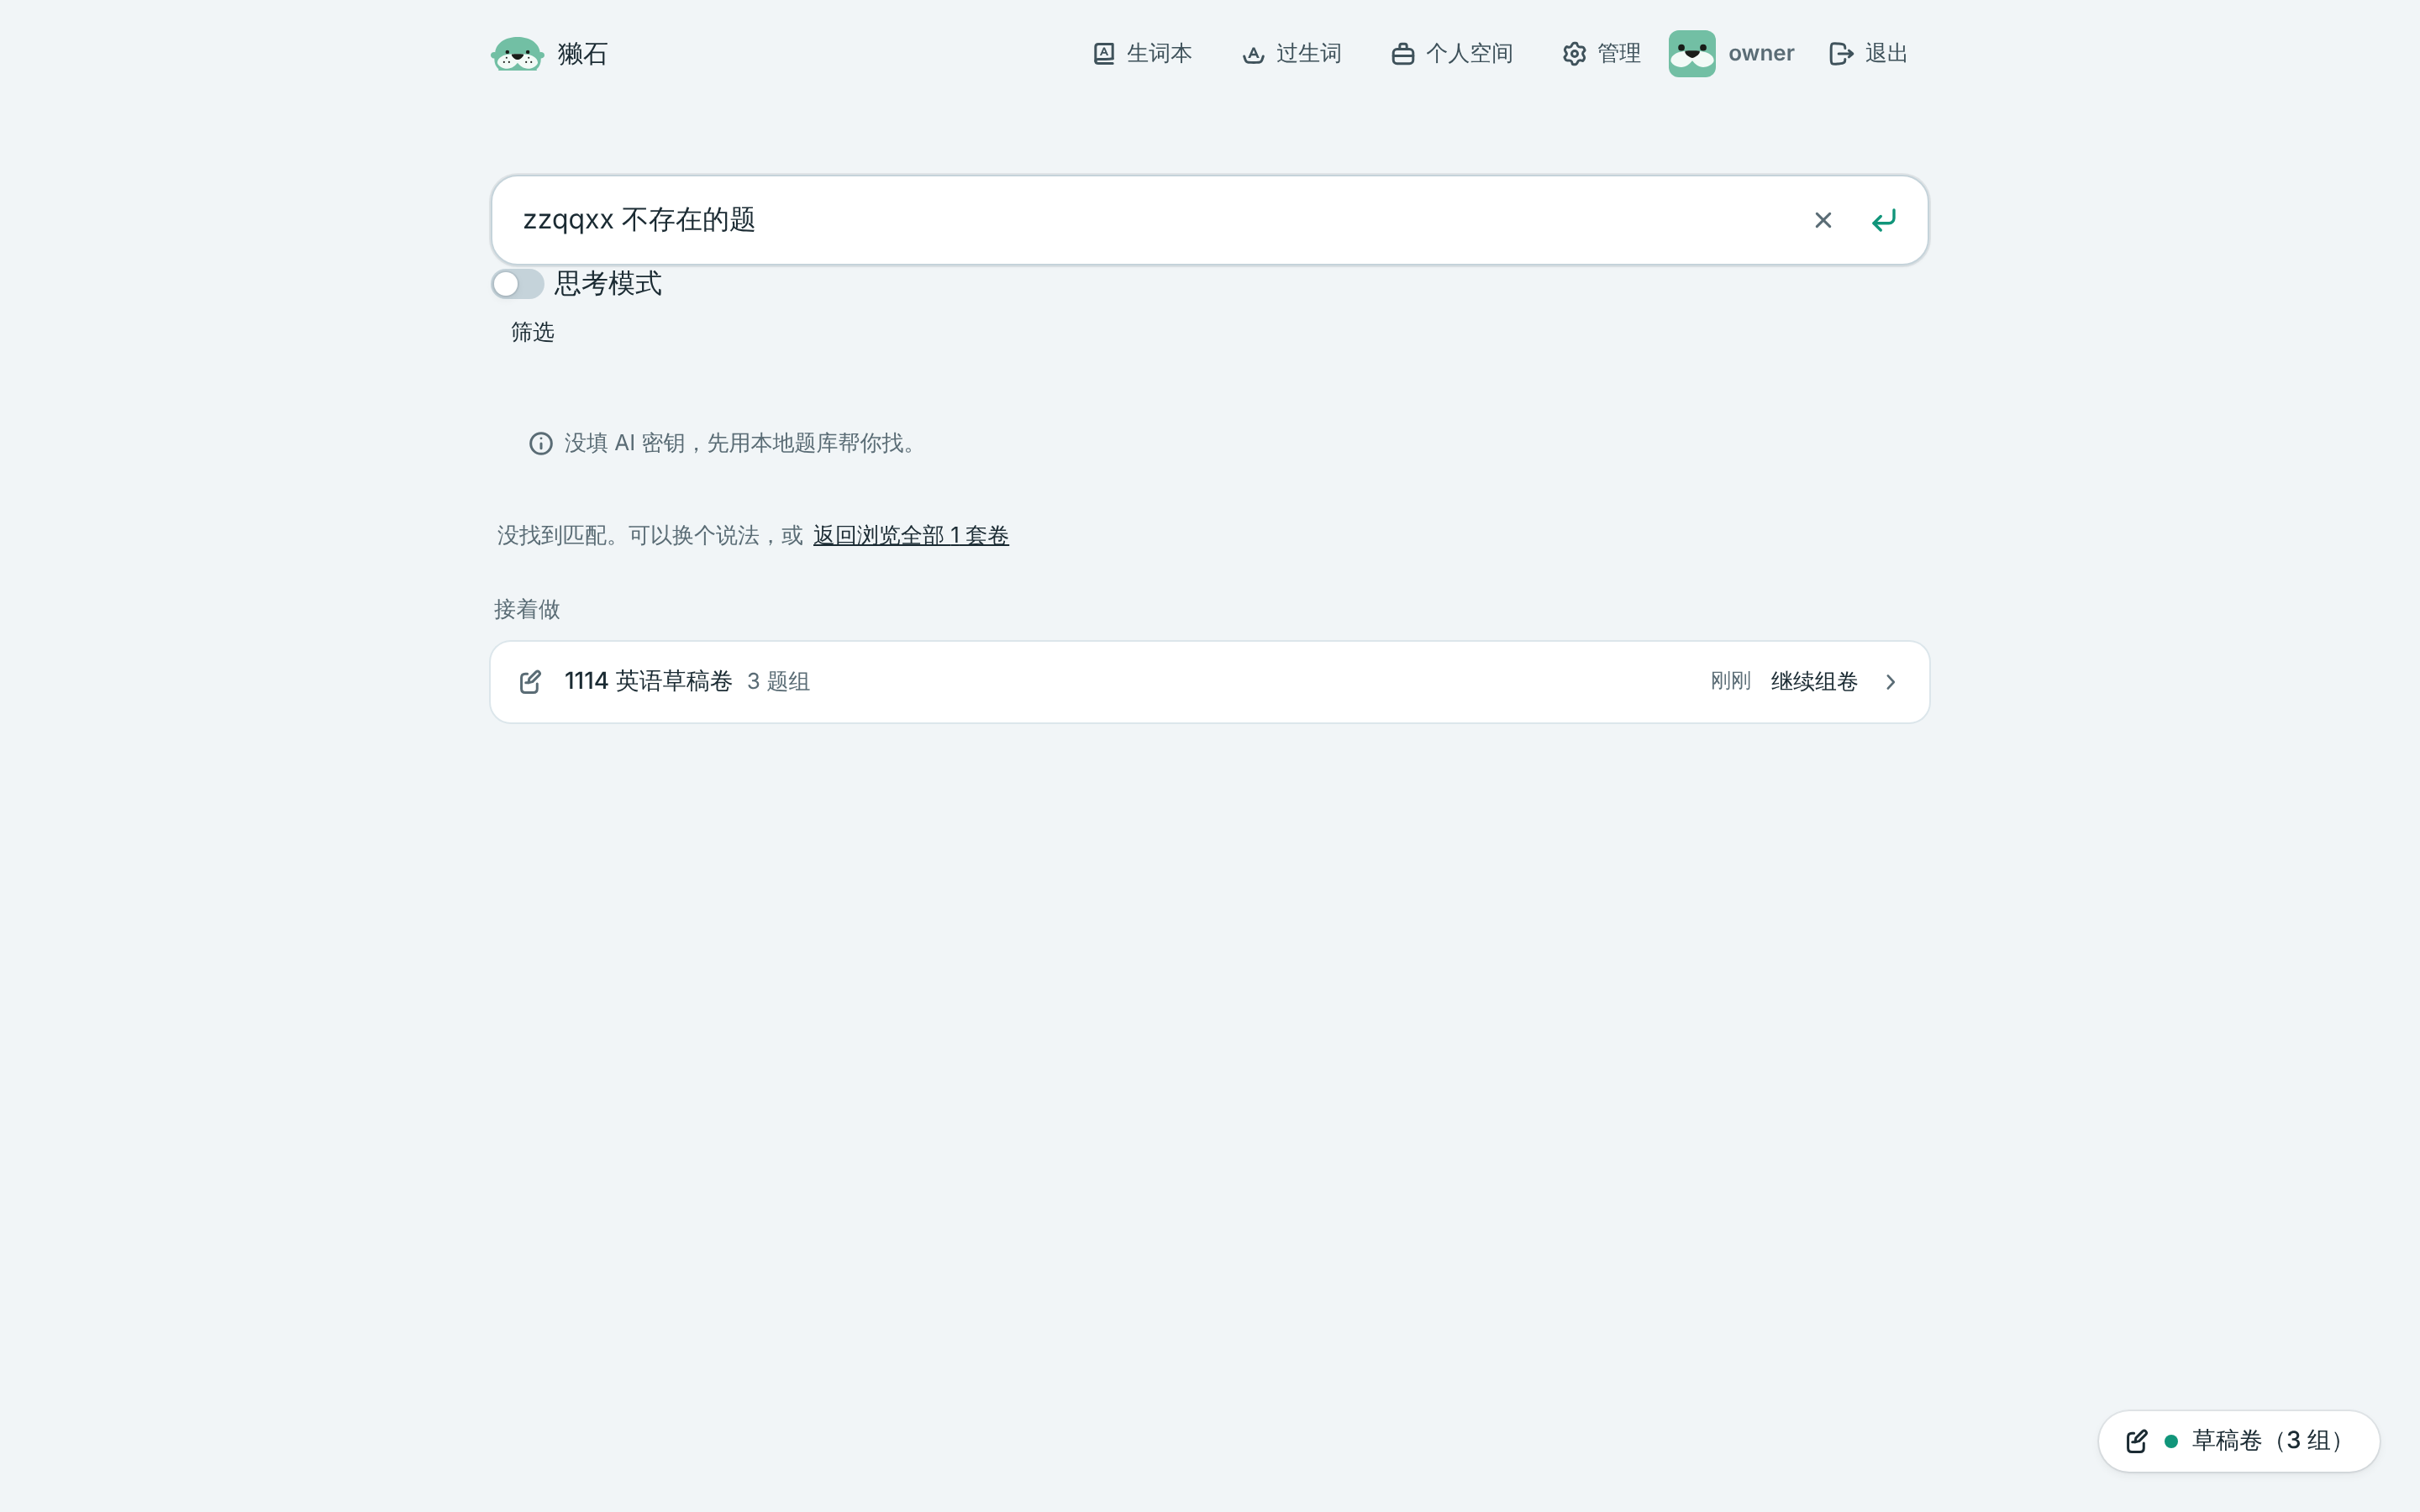 獭石 生词本 过生词 个人空间 管理 owner 退出
zzqqxx 不存在的题
思考模式
筛选
没填 AI 密钥，先用本地题库帮你找。
没找到匹配。可以换个说法，或 返回浏览全部 1 套卷
接着做
1114 英语草稿卷 3 题组 刚刚 继续组卷
草稿卷（3 组）